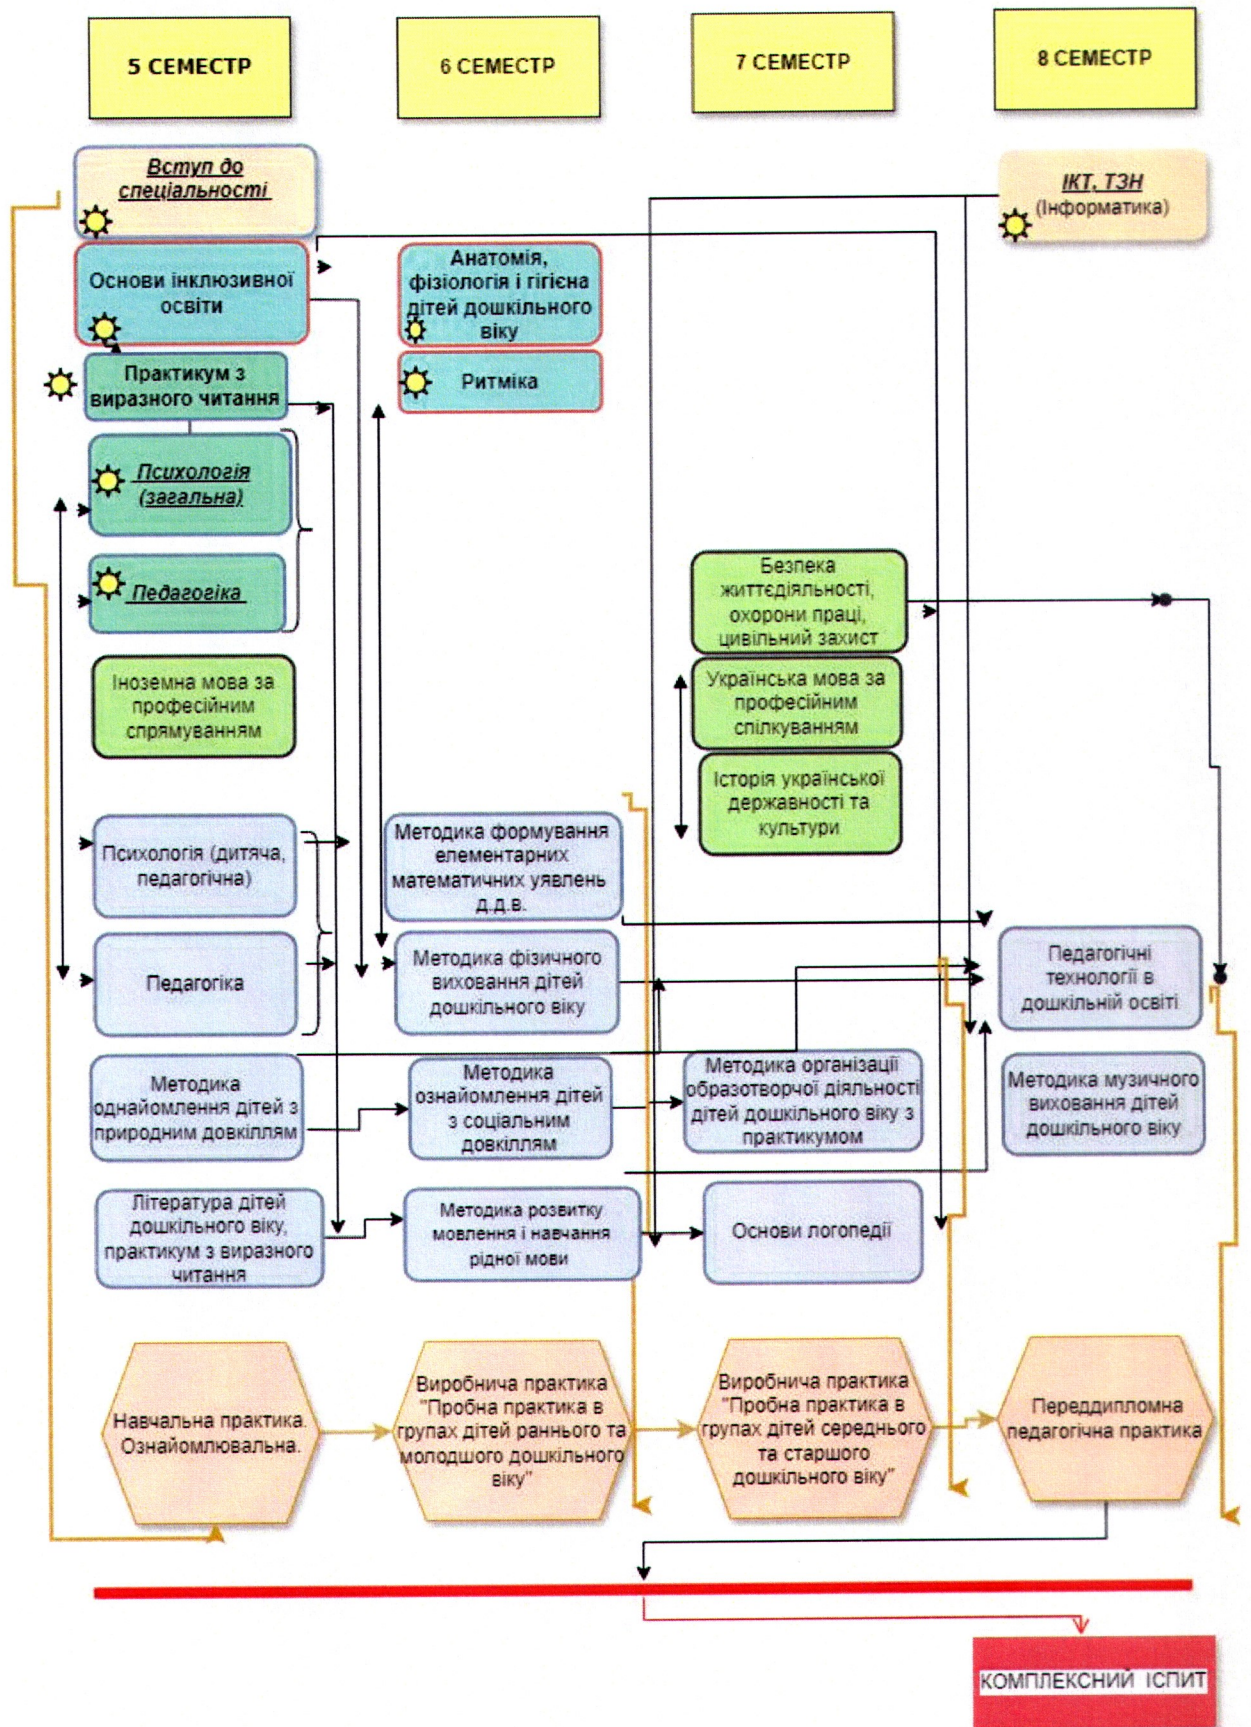 5 СЕМЕСТР
6 СЕМЕСТР
7 СЕМЕСТР
8 СЕМЕСТР
Вступ до
спеціальності
ІКТ, ТЗН
(Інформатика)
Основи інклюзивної
освіти
Анатомія,
фізіологія і гігієна
дітей дошкільного
віку
Практикум з
виразного читання
Ритміка
Психологія
(загальна)
Педагогіка
Безпека
життєдіяльності,
охорони праці,
цивільний захист
Іноземна мова за
професійним
спрямуванням
Українська мова за
професійним
спілкуванням
Історія української
державності та
культури
Психологія (дитяча,
педагогічна)
Методика формування
елементарних
математичних уявлень
д.д.в.
Педагогіка
Методика фізичного
виховання дітей
дошкільного віку
Педагогічні
технології в
дошкільній освіті
Методика
однайомлення дітей з
природним довкіллям
Методика
ознайомлення дітей
з соціальним
довкіллям
Методика організації
образотворчої діяльності
дітей дошкільного віку з
практикумом
Методика музичного
виховання дітей
дошкільного віку
Література дітей
дошкільного віку,
практикум з виразного
читання
Методика розвитку
мовлення і навчання
рідної мови
Основи логопедії
Навчальна практика.
Ознайомлювальна.
Виробнича практика
"Пробна практика в
групах дітей раннього та
молодшого дошкільного
віку"
Виробнича практика
"Пробна практика в
групах дітей середнього
та старшого
дошкільного віку"
Переддипломна
педагогічна практика
КОМПЛЕКСНИЙ ІСПИТ